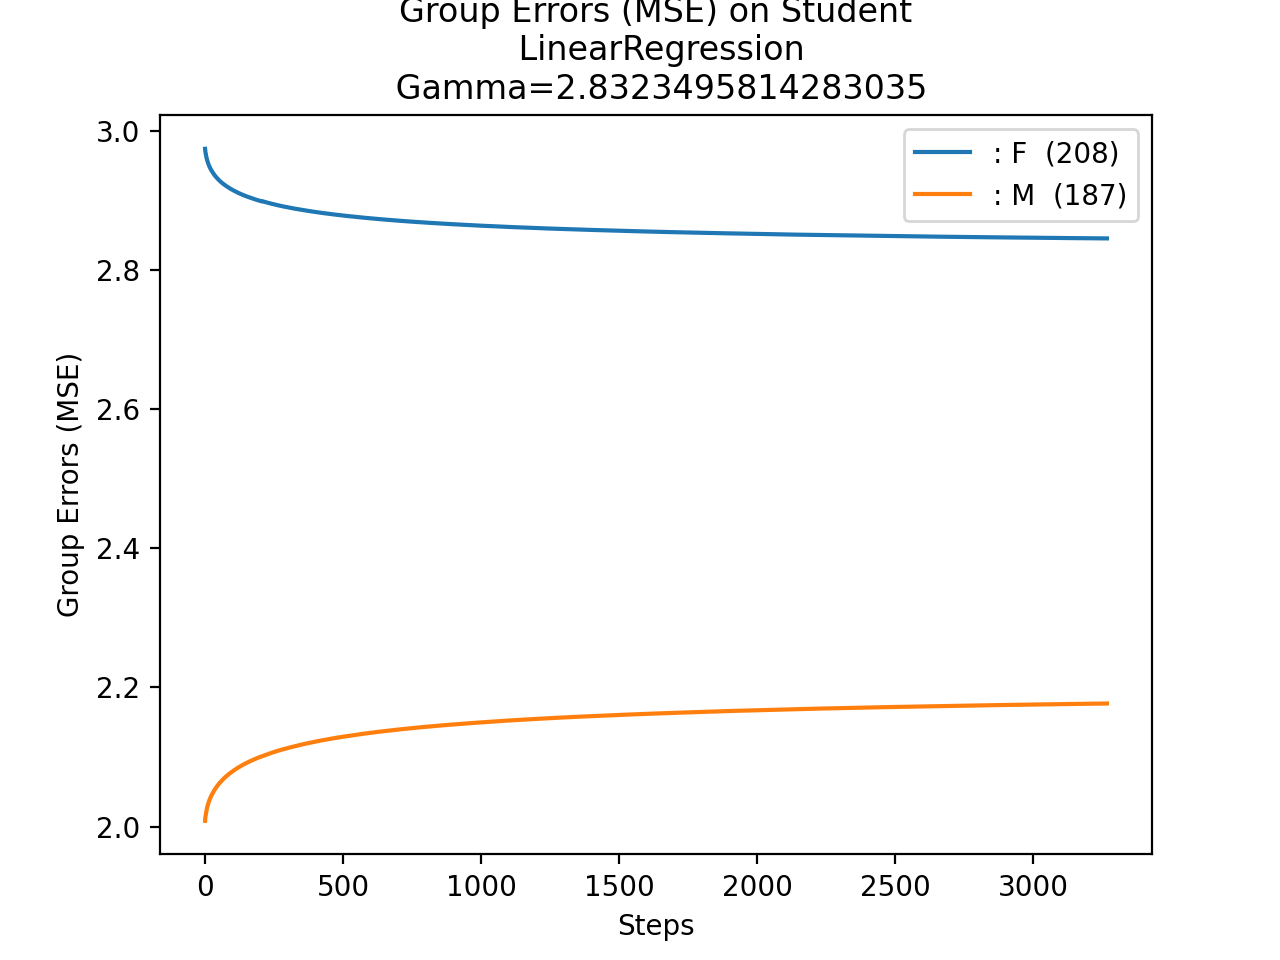 Group Errors (MSE) on Student
LinearRegression
Gamma=2.8323495814283035
3.0
2.8
2.6
2.4
2.2
2.0
Group Errors (MSE)
: F (208)
: M (187)
0 500 1000 1500 2000 2500 3000
Steps